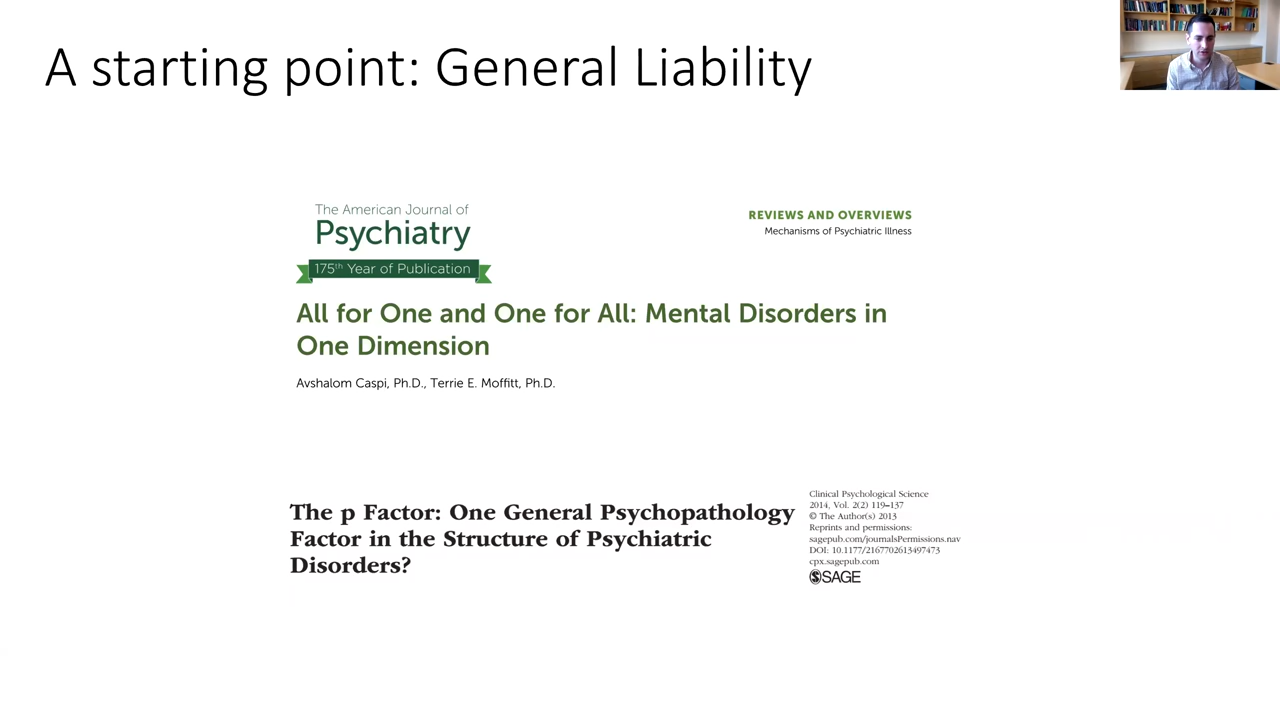 A starting point: General Liability
The American Journal of
Psychiatry
175th Year of Publication
REVIEWS AND OVERVIEWS
Mechanisms of Psychiatric Illness
All for One and One for All: Mental Disorders in
One Dimension
Avshalom Caspi, Ph.D., Terrie E. Moffitt, Ph.D.
The p Factor: One General Psychopathology
Factor in the Structure of Psychiatric
Disorders?
Clinical Psychological Science
2014, Vol. 2(2) 119–137
© The Author(s) 2013
Reprints and permissions:
sagepub.com/journalsPermissions.nav
DOI: 10.1177/2167702613497473
cpx.sagepub.com
SAGE